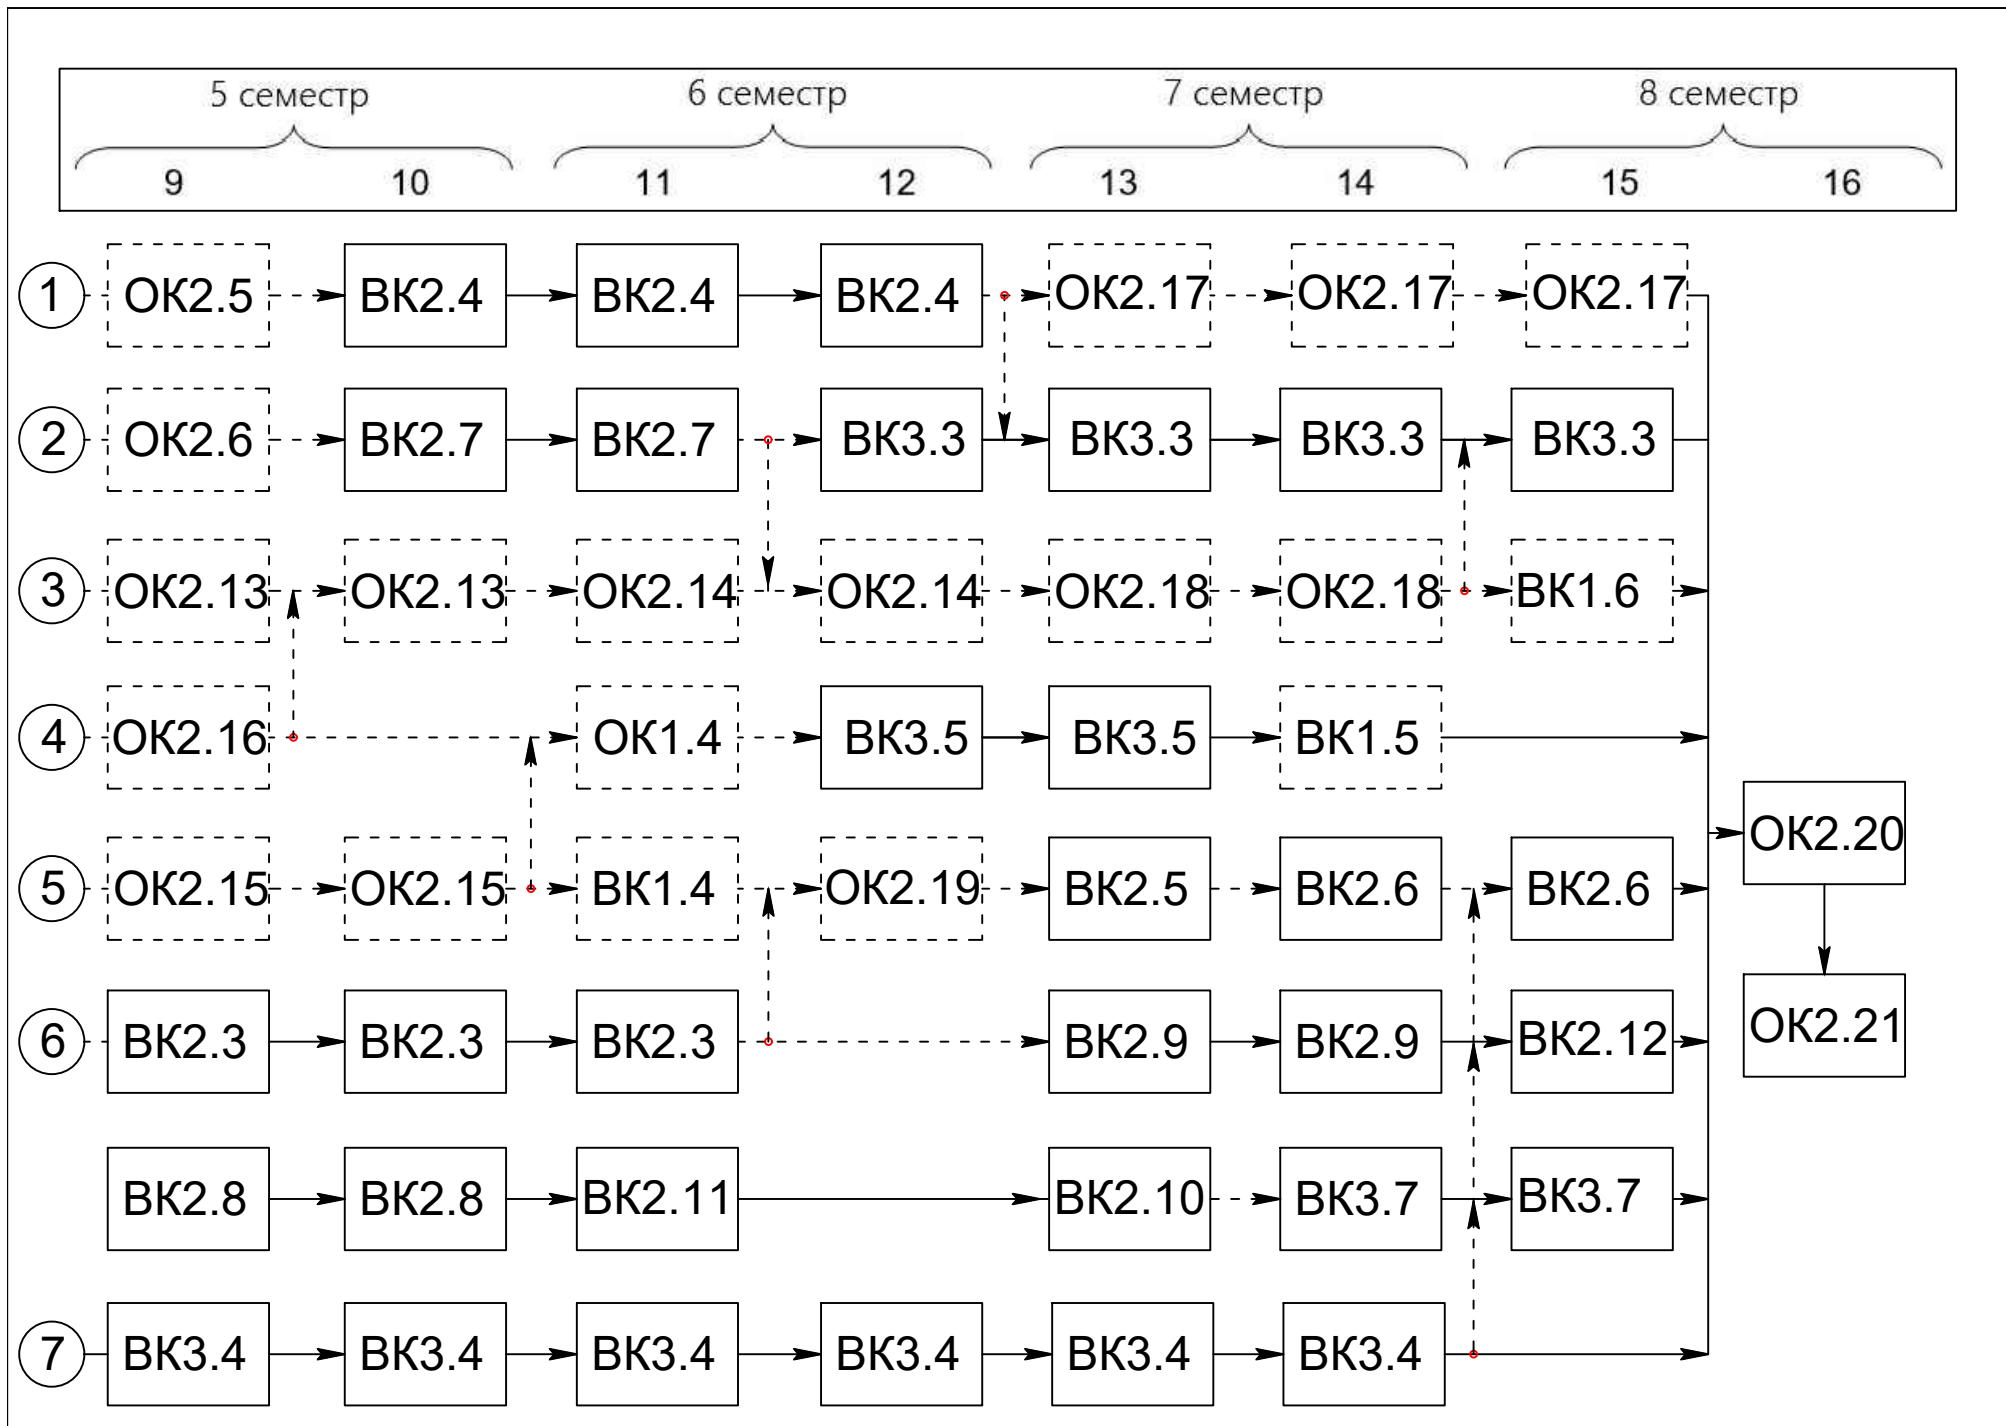 5 семестр 6 семестр 7 семестр 8 семестр
9 10 11 12 13 14 15 16
1 ОК2.5 ВК2.4 ВК2.4 ВК2.4 ОК2.17 ОК2.17 ОК2.17
2 ОК2.6 ВК2.7 ВК2.7 ВК3.3 ВК3.3 ВК3.3 ВК3.3
3 ОК2.13 ОК2.13 ОК2.14 ОК2.14 ОК2.18 ОК2.18 ВК1.6
4 ОК2.16 ОК1.4 ВК3.5 ВК3.5 ВК1.5
ОК2.20
5 ОК2.15 ОК2.15 ВК1.4 ОК2.19 ВК2.5 ВК2.6 ВК2.6
ОК2.21
6 ВК2.3 ВК2.3 ВК2.3 ВК2.9 ВК2.9 ВК2.12
ВК2.8 ВК2.8 ВК2.11 ВК2.10 ВК3.7 ВК3.7
7 ВК3.4 ВК3.4 ВК3.4 ВК3.4 ВК3.4 ВК3.4